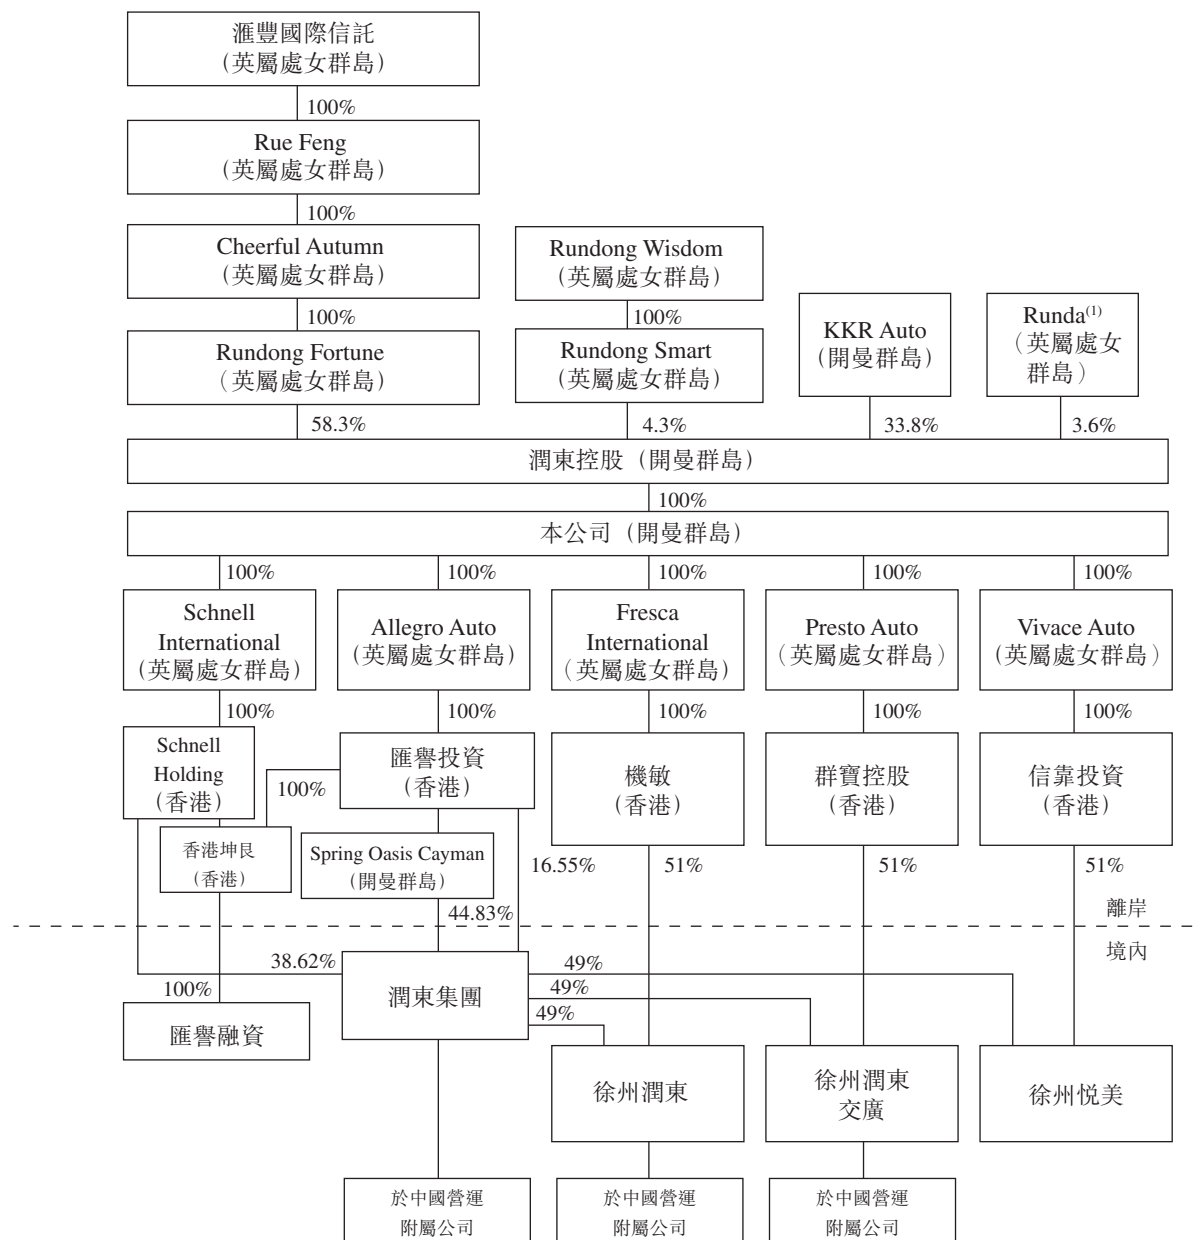 滙豐國際信託
(英屬處女群島)
100%
Rue Feng
(英屬處女群島)
100%
Cheerful Autumn
(英屬處女群島)
Rundong Wisdom
(英屬處女群島)
100%
100%
Rundong Fortune
(英屬處女群島)
Rundong Smart
(英屬處女群島)
KKR Auto
(開曼群島)
Runda(1)
(英屬處女
群島)
58.3%
4.3%
33.8%
3.6%
潤東控股(開曼群島)
100%
本公司(開曼群島)
100%
100%
100%
100%
100%
Schnell
International
(英屬處女群島)
Allegro Auto
(英屬處女群島)
Fresca
International
(英屬處女群島)
Presto Auto
(英屬處女群島)
Vivace Auto
(英屬處女群島)
100%
100%
100%
100%
100%
Schnell
Holding
(香港)
匯譽投資
(香港)
機敏
(香港)
群寶控股
(香港)
信靠投資
(香港)
100%
香港坤艮
(香港)
Spring Oasis Cayman
(開曼群島)
16.55%
51%
51%
51%
44.83%
離岸
境內
38.62%
潤東集團
49%
49%
49%
100%
匯譽融資
徐州潤東
徐州潤東
交廣
徐州悅美
於中國營運
附屬公司
於中國營運
附屬公司
於中國營運
附屬公司